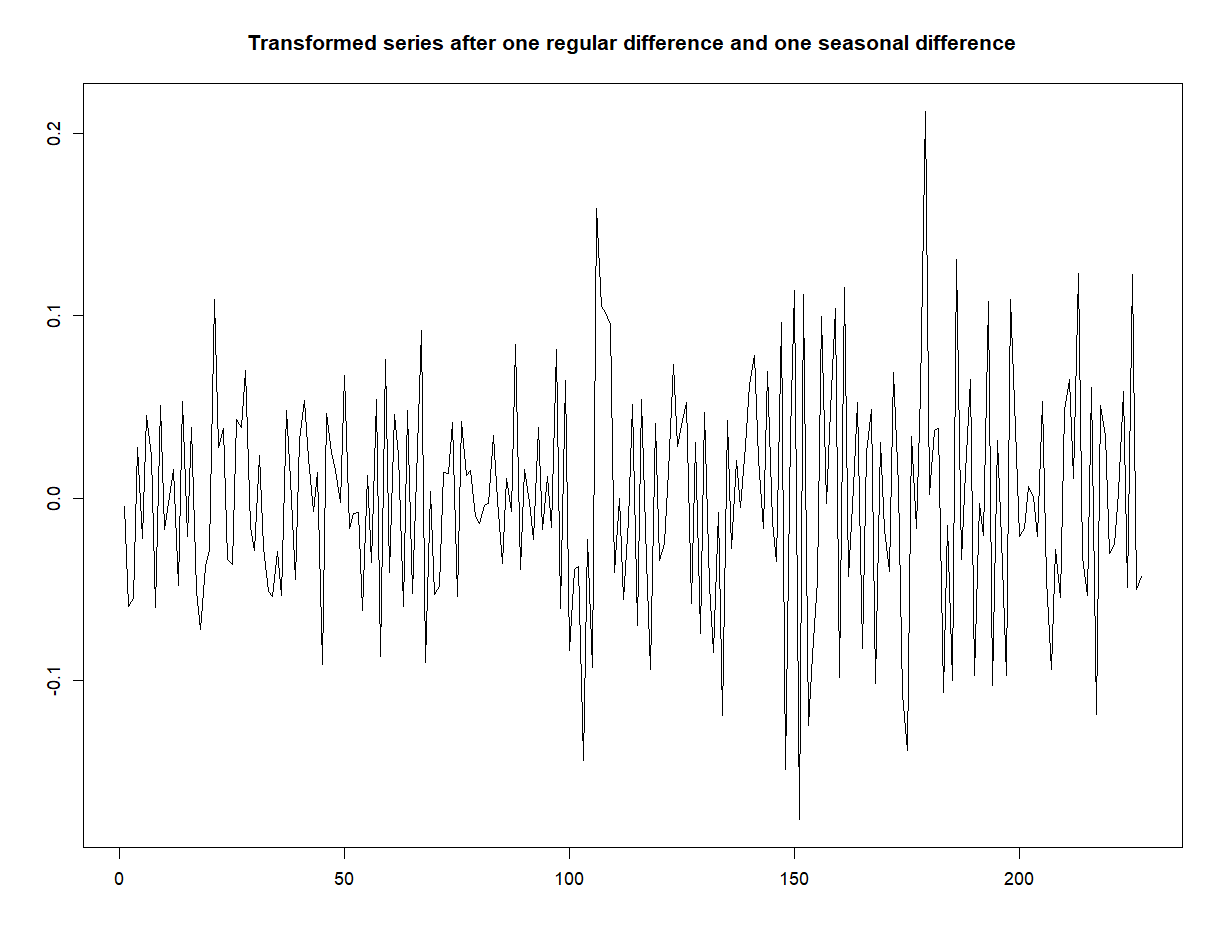 Transformed series after one regular difference and one seasonal difference
0.2
0.1
0.0
-0.1
0 50 100 150 200